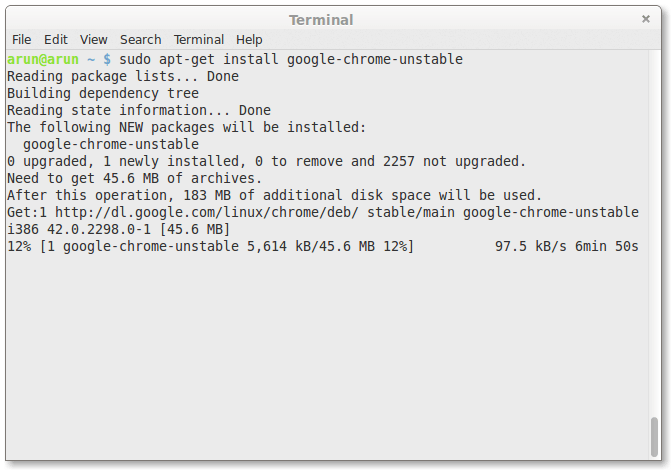 Terminal
File Edit View Search Terminal Help
arun@arun ~ $ sudo apt-get install google-chrome-unstable
Reading package lists... Done
Building dependency tree
Reading state information... Done
The following NEW packages will be installed:
  google-chrome-unstable
0 upgraded, 1 newly installed, 0 to remove and 2257 not upgraded.
Need to get 45.6 MB of archives.
After this operation, 183 MB of additional disk space will be used.
Get:1 http://dl.google.com/linux/chrome/deb/ stable/main google-chrome-unstable
i386 42.0.2298.0-1 [45.6 MB]
12% [1 google-chrome-unstable 5,614 kB/45.6 MB 12%]          97.5 kB/s 6min 50s